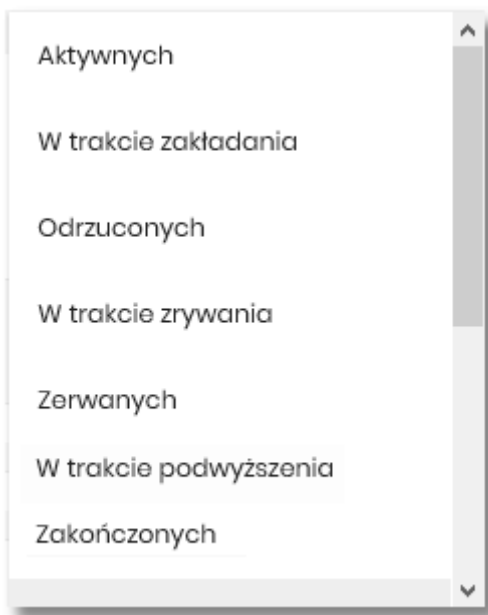 Aktywnych
W trakcie zakładania
Odrzuconych
W trakcie zrywania
Zerwanych
W trakcie podwyższenia
Zakończonych